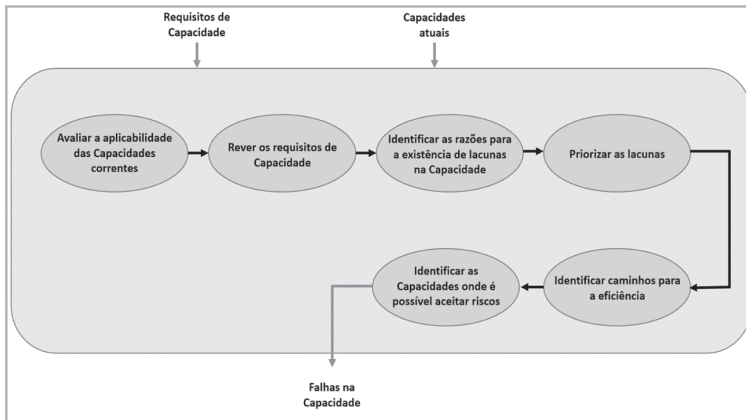 Requisitos de
Capacidade
Capacidades
atuais
Avaliar a aplicabilidade
das Capacidades
correntes
Rever os requisitos de
Capacidade
Identificar as razões para
a existência de lacunas
na Capacidade
Priorizar as lacunas
Identificar as
Capacidades onde é
possível aceitar riscos
Identificar caminhos para
a eficiência
Falhas na
Capacidade